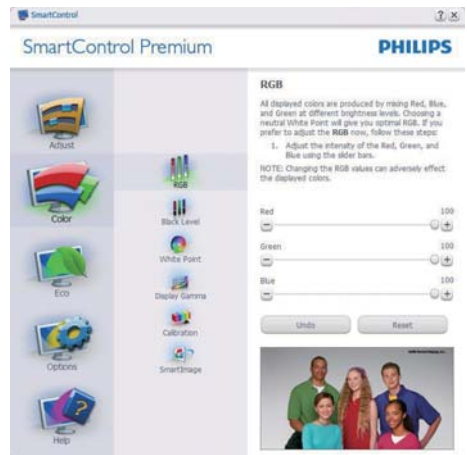 SmartControl
SmartControl Premium
PHILIPS
Adjust
Color
Eco
Options
Help
RGB
Black Level
White Point
Display Gamma
Calibration
SmartImage
RGB
All displayed colors are produced by mixing Red, Blue,
and Green at different brightness levels. Choosing a
neutral White Point will give you optimal RGB. If you
prefer to adjust the RGB now, follow these steps:
1. Adjust the intensity of the Red, Green, and
Blue using the slider bars.
NOTE: Changing the RGB values can adversely effect
the displayed colors.
Red 100
Green 100
Blue 100
Undo Reset